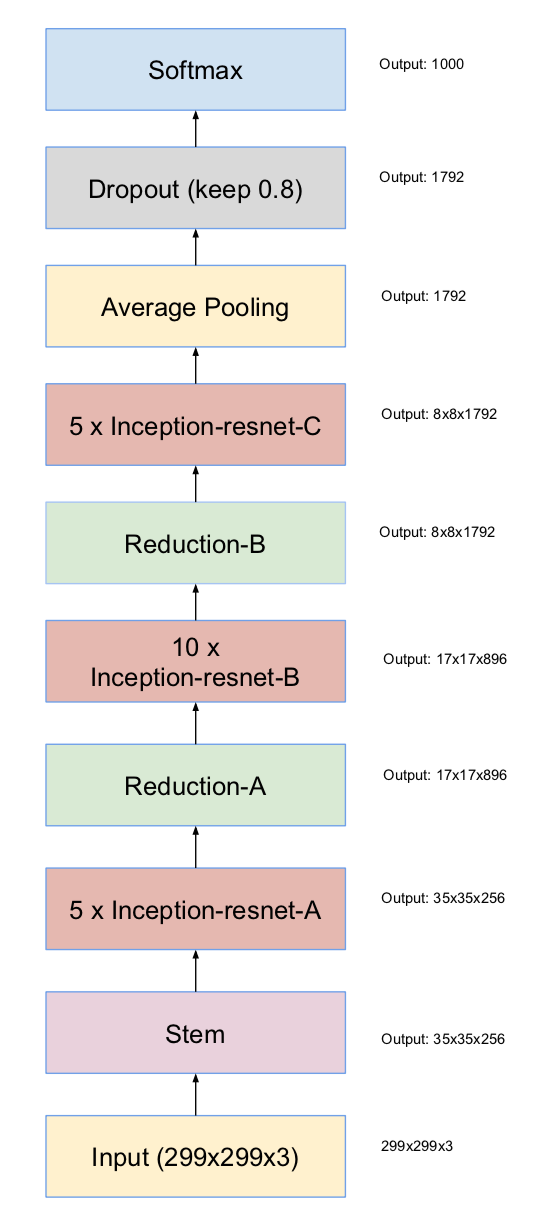 Softmax
Output: 1000
Dropout (keep 0.8)
Output: 1792
Average Pooling
Output: 1792
5 x Inception-resnet-C
Output: 8x8x1792
Reduction-B
Output: 8x8x1792
10 x
Inception-resnet-B
Output: 17x17x896
Reduction-A
Output: 17x17x896
5 x Inception-resnet-A
Output: 35x35x256
Stem
Output: 35x35x256
Input (299x299x3)
299x299x3